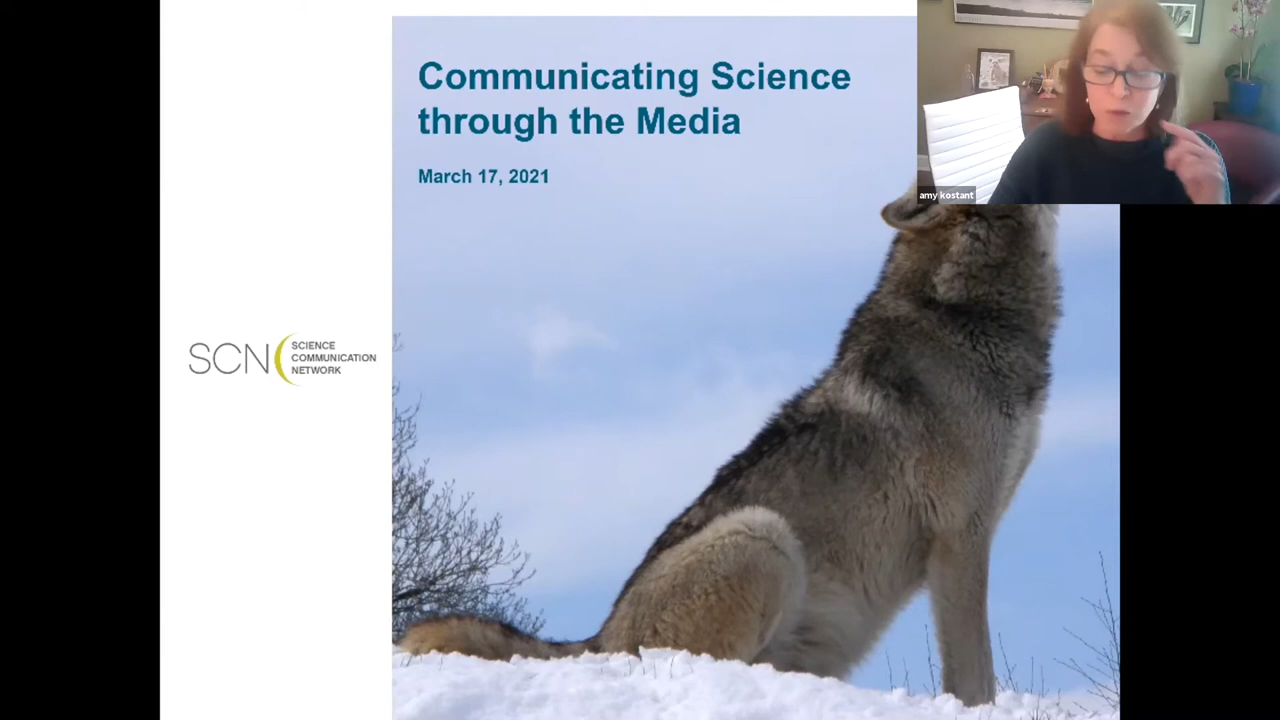 Communicating Science
through the Media
March 17, 2021
amy kostant
SCN
SCIENCE
COMMUNICATION
NETWORK